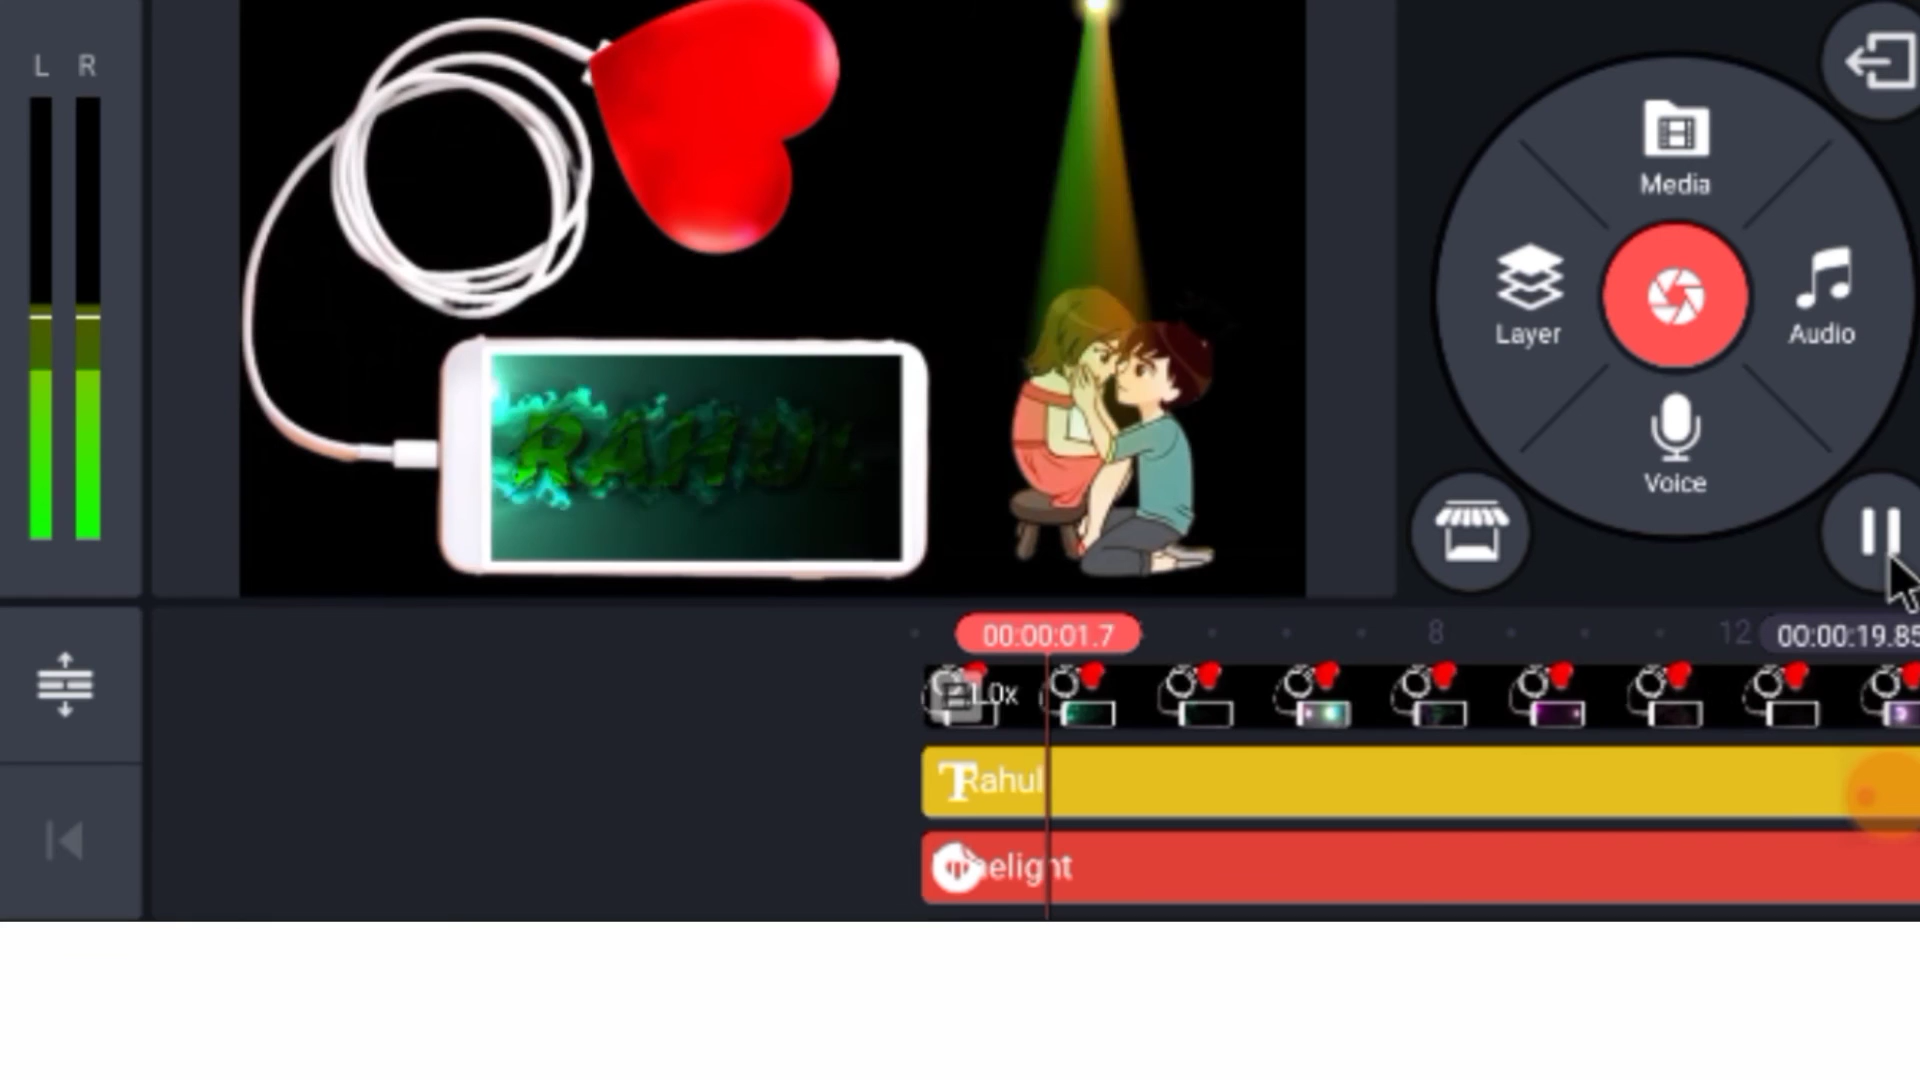 L R
Media
Layer
Audio
Voice
RAHUL
00:00:01.7
8
12
00:00:19.85
1.0x
Rahul